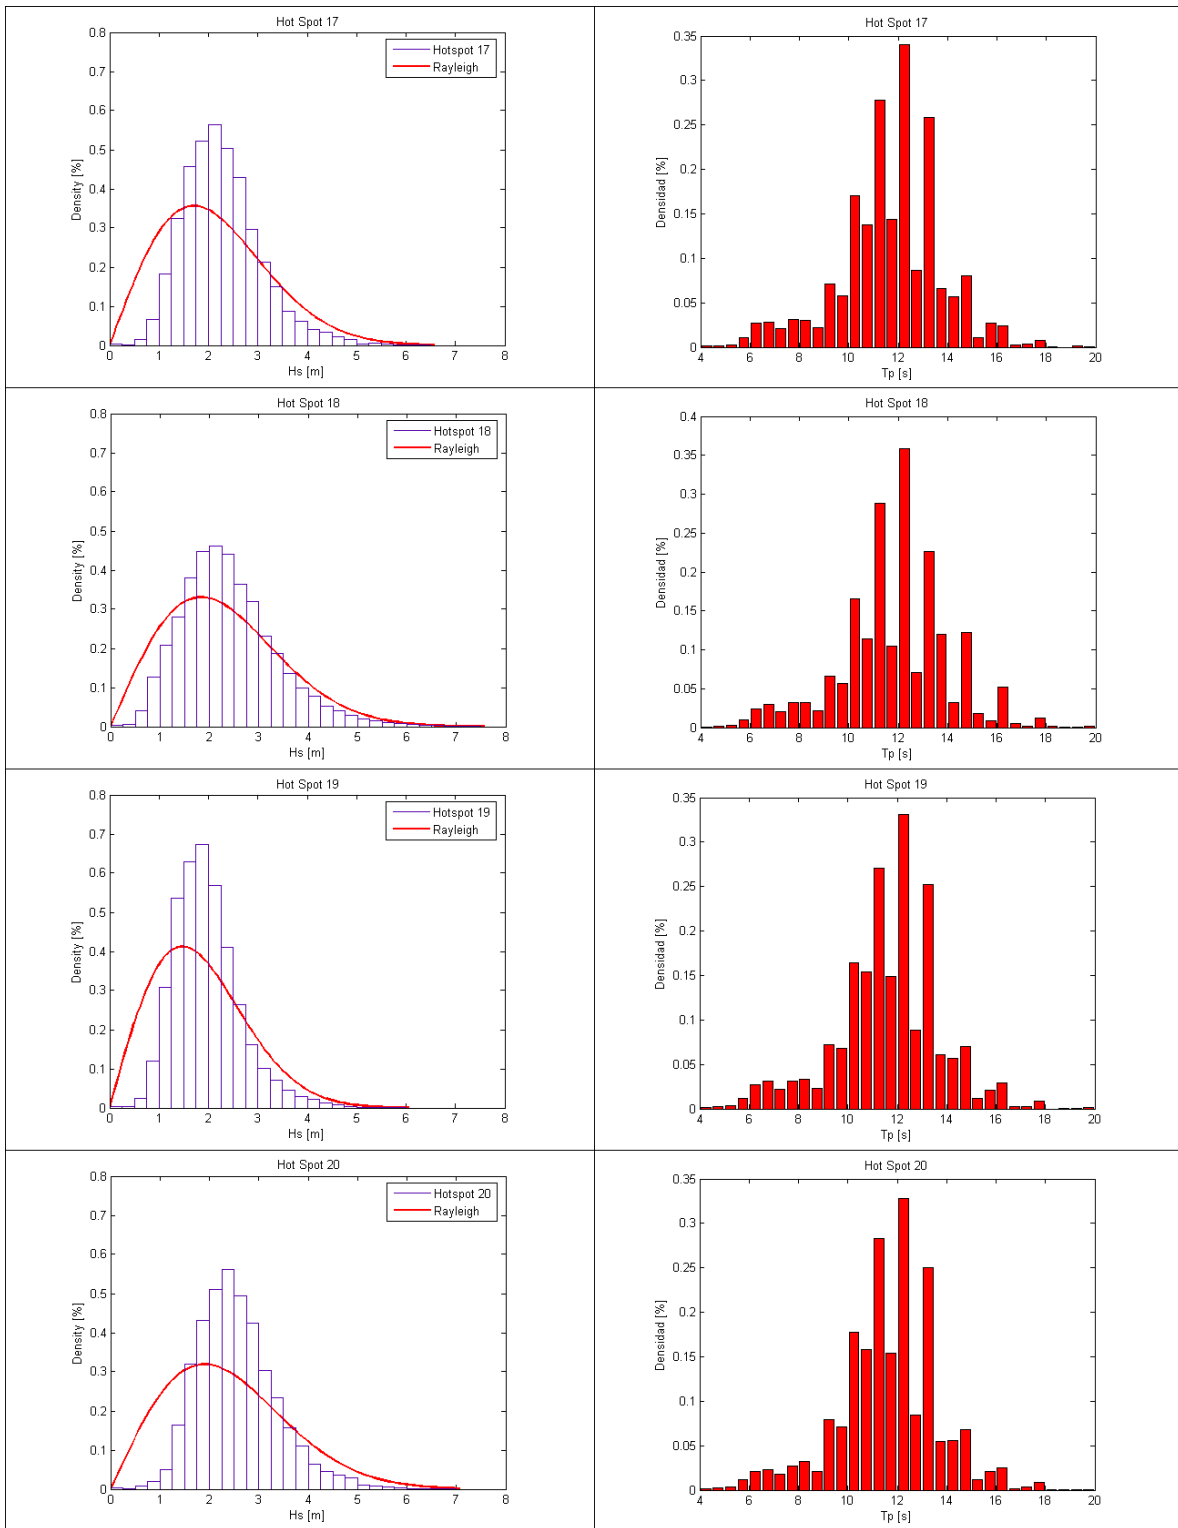 Hot Spot 17
0.8
0.7
0.6
0.5
0.4
0.3
0.2
0.1
0
Density [%]
Hotspot 17
Rayleigh
0 1 2 3 4 5 6 7 8
Hs [m]
Hot Spot 17
0.35
0.3
0.25
0.2
0.15
0.1
0.05
0
Densidad [%]
4 6 8 10 12 14 16 18 20
Tp [s]
Hot Spot 18
0.8
0.7
0.6
0.5
0.4
0.3
0.2
0.1
0
Density [%]
Hotspot 18
Rayleigh
0 1 2 3 4 5 6 7 8
Hs [m]
Hot Spot 18
0.4
0.35
0.3
0.25
0.2
0.15
0.1
0.05
0
Densidad [%]
4 6 8 10 12 14 16 18 20
Tp [s]
Hot Spot 19
0.8
0.7
0.6
0.5
0.4
0.3
0.2
0.1
0
Density [%]
Hotspot 19
Rayleigh
0 1 2 3 4 5 6 7 8
Hs [m]
Hot Spot 19
0.35
0.3
0.25
0.2
0.15
0.1
0.05
0
Densidad [%]
4 6 8 10 12 14 16 18 20
Tp [s]
Hot Spot 20
0.8
0.7
0.6
0.5
0.4
0.3
0.2
0.1
0
Density [%]
Hotspot 20
Rayleigh
0 1 2 3 4 5 6 7 8
Hs [m]
Hot Spot 20
0.35
0.3
0.25
0.2
0.15
0.1
0.05
0
Densidad [%]
4 6 8 10 12 14 16 18 20
Tp [s]